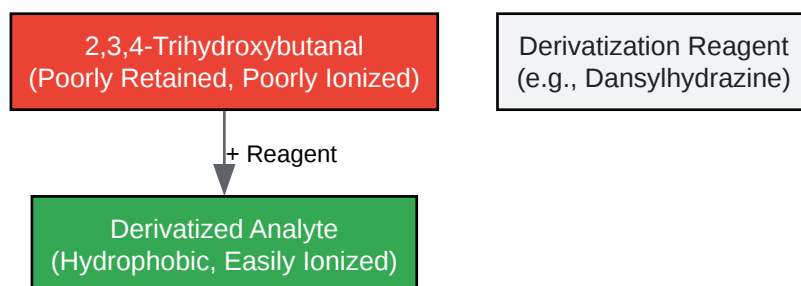 2,3,4-Trihydroxybutanal
(Poorly Retained, Poorly Ionized)
Derivatization Reagent
(e.g., Dansylhydrazine)
+ Reagent
Derivatized Analyte
(Hydrophobic, Easily Ionized)